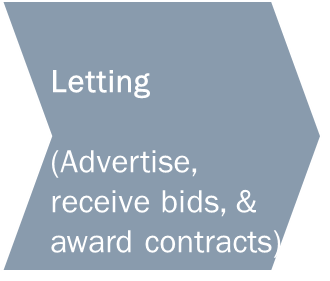 Letting
(Advertise,
receive bids, &
award contracts)